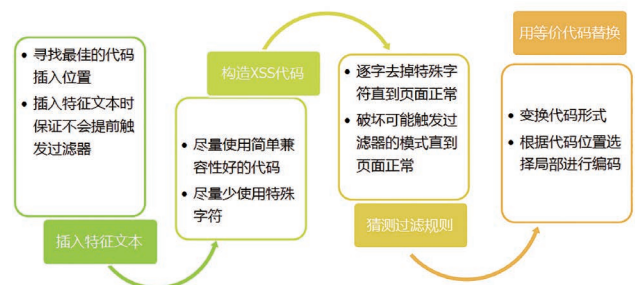 • 寻找最佳的代码
插入位置
• 插入特征文本时
保证不会提前触
发过滤器
插入特征文本
构造XSS代码
• 尽量使用简单兼
容性好的代码
• 尽量少使用特殊
字符
• 逐字去掉特殊字
符直到页面正常
• 破坏可能触发过
滤器的模式直到
页面正常
猜测过滤规则
用等价代码替换
• 变换代码形式
• 根据代码位置选
择局部进行编码